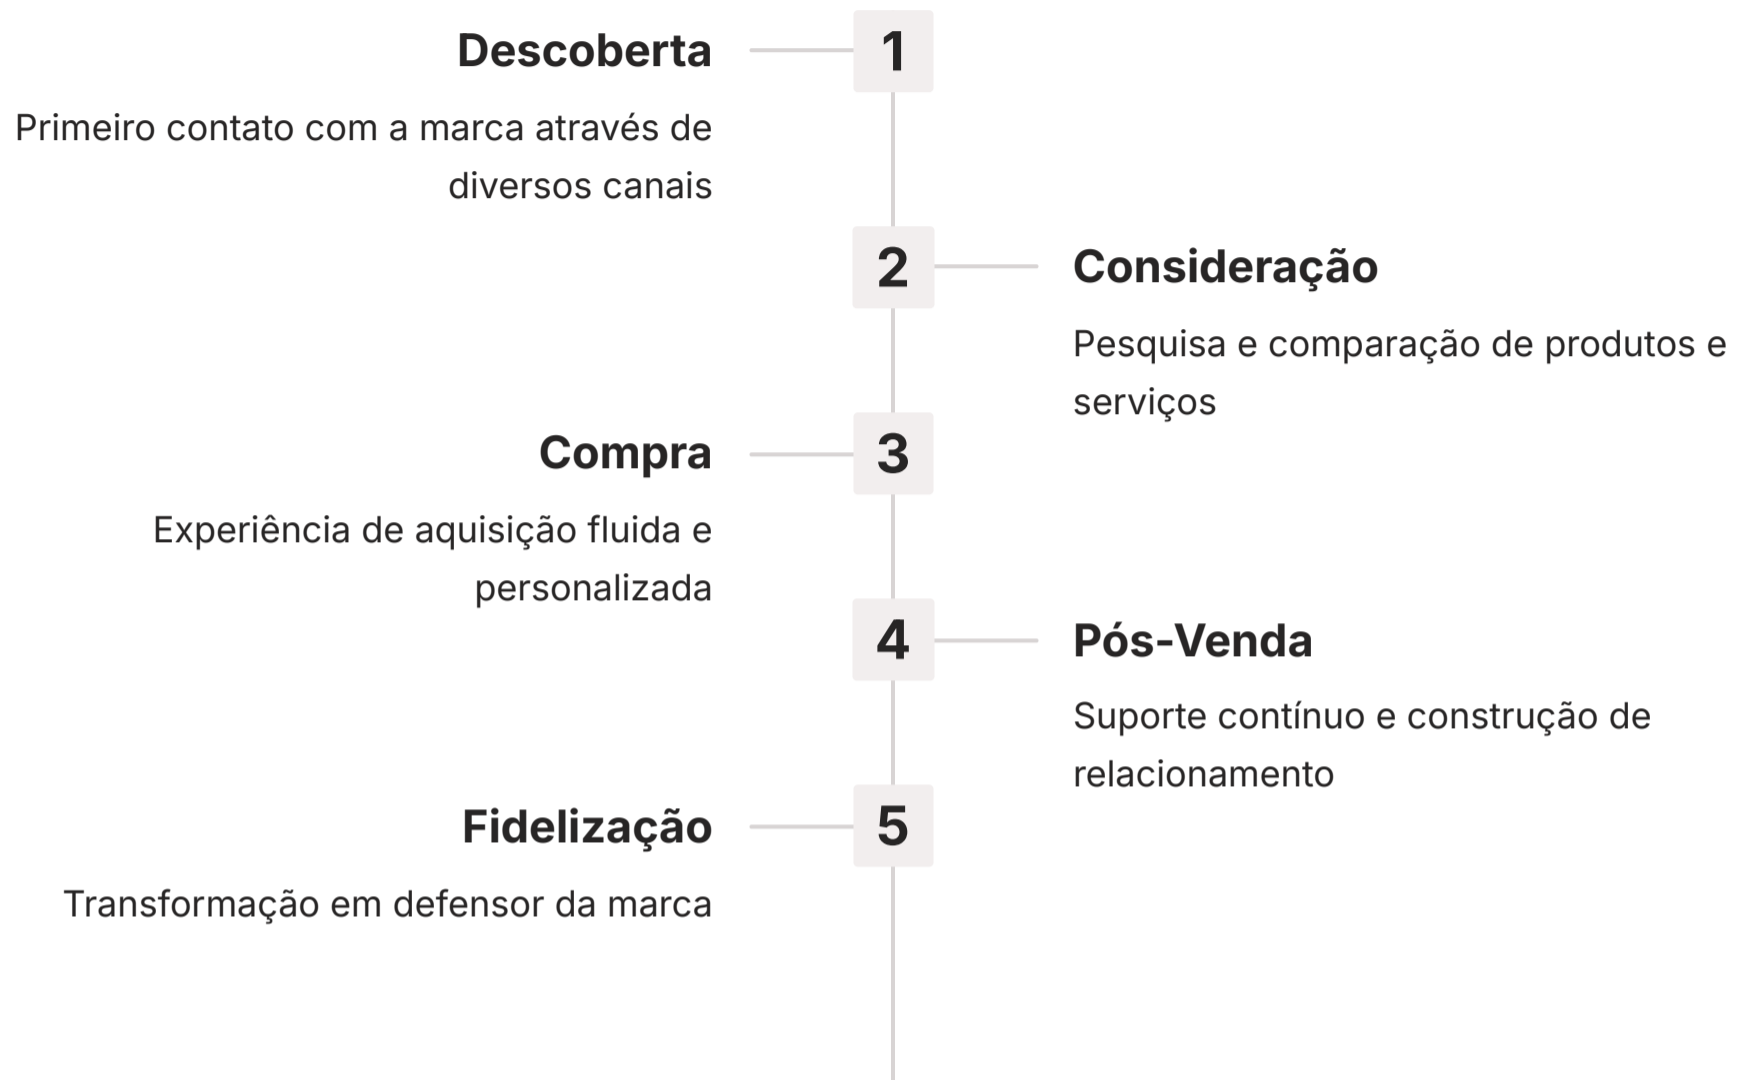 Descoberta
1
Primeiro contato com a marca através de
diversos canais
2
Consideração
Pesquisa e comparação de produtos e
serviços
Compra
3
Experiência de aquisição fluida e
personalizada
4
Pós-Venda
Suporte contínuo e construção de
relacionamento
Fidelização
5
Transformação em defensor da marca